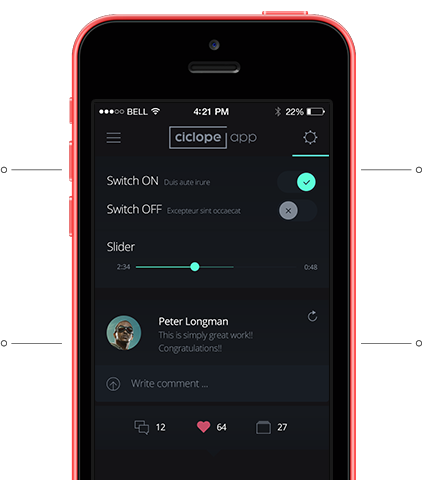 BELL 4:21 PM 22%
ciclope app
Switch ON Duis aute irure
Switch OFF Excepteur sint occaecat
Slider
2:34 0:48
Peter Longman
This is simply great work!!
Congratulations!!
Write comment ...
12 64 27